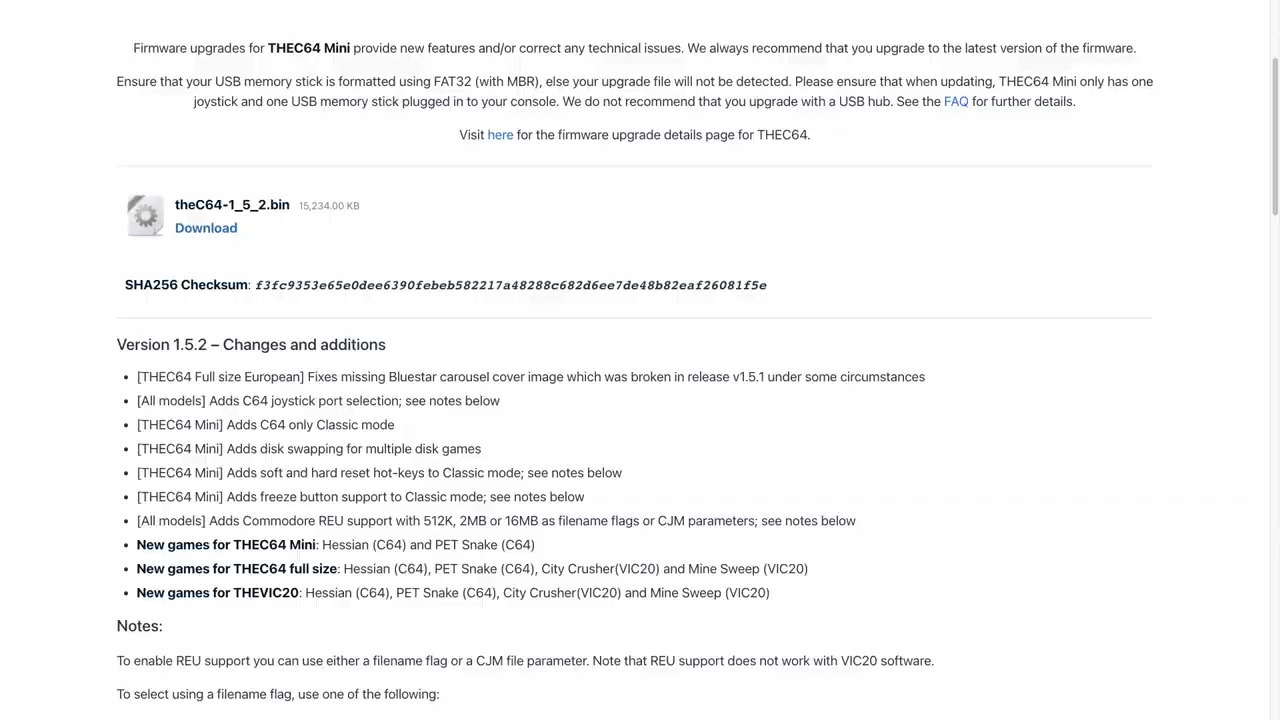 Firmware upgrades for THEC64 Mini provide new features and/or correct any technical issues. We always recommend that you upgrade to the latest version of the firmware.
Ensure that your USB memory stick is formatted using FAT32 (with MBR), else your upgrade file will not be detected. Please ensure that when updating, THEC64 Mini only has one
joystick and one USB memory stick plugged in to your console. We do not recommend that you upgrade with a USB hub. See the FAQ for further details.
Visit here for the firmware upgrade details page for THEC64.
theC64-1_5_2.bin 15,234.00 KB
Download
SHA256 Checksum: f3fc9353e65e0dee6390febeb582217a48288c682d6ee7de48b82eaf26081f5e
Version 1.5.2 – Changes and additions
• [THEC64 Full size European] Fixes missing Bluestar carousel cover image which was broken in release v1.5.1 under some circumstances
• [All models] Adds C64 joystick port selection; see notes below
• [THEC64 Mini] Adds C64 only Classic mode
• [THEC64 Mini] Adds disk swapping for multiple disk games
• [THEC64 Mini] Adds soft and hard reset hot-keys to Classic mode; see notes below
• [THEC64 Mini] Adds freeze button support to Classic mode; see notes below
• [All models] Adds Commodore REU support with 512K, 2MB or 16MB as filename flags or CJM parameters; see notes below
• New games for THEC64 Mini: Hessian (C64) and PET Snake (C64)
• New games for THEC64 full size: Hessian (C64), PET Snake (C64), City Crusher(VIC20) and Mine Sweep (VIC20)
• New games for THEVIC20: Hessian (C64), PET Snake (C64), City Crusher(VIC20) and Mine Sweep (VIC20)
Notes:
To enable REU support you can use either a filename flag or a CJM file parameter. Note that REU support does not work with VIC20 software.
To select using a filename flag, use one of the following: